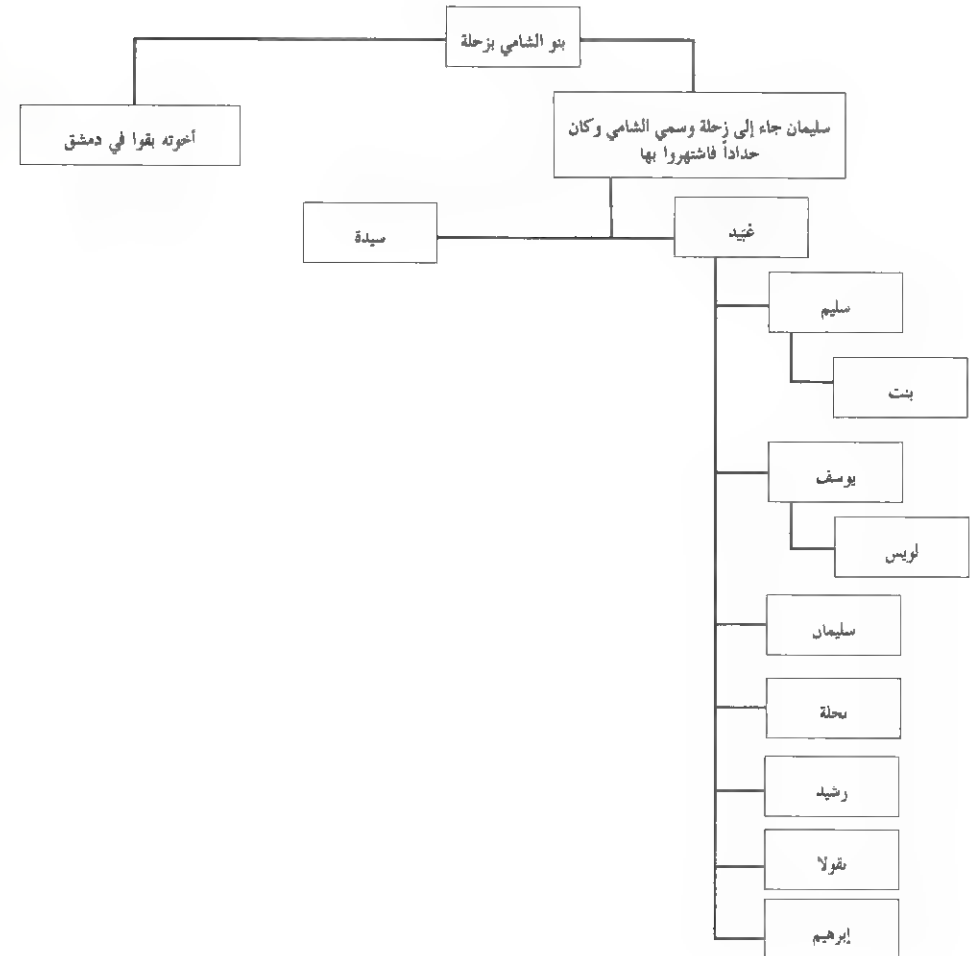 بنو الشامي بزحلة
سليمان جاء إلى زحلة وسمي الشامي وكان
حداداً فاشتهروا بها
أخوته بقوا في دمشق
عُبَيد
سيدة
سليم
بنت
يوسف
لويس
سليمان
نحلة
رشيد
نقولا
إبرهيم